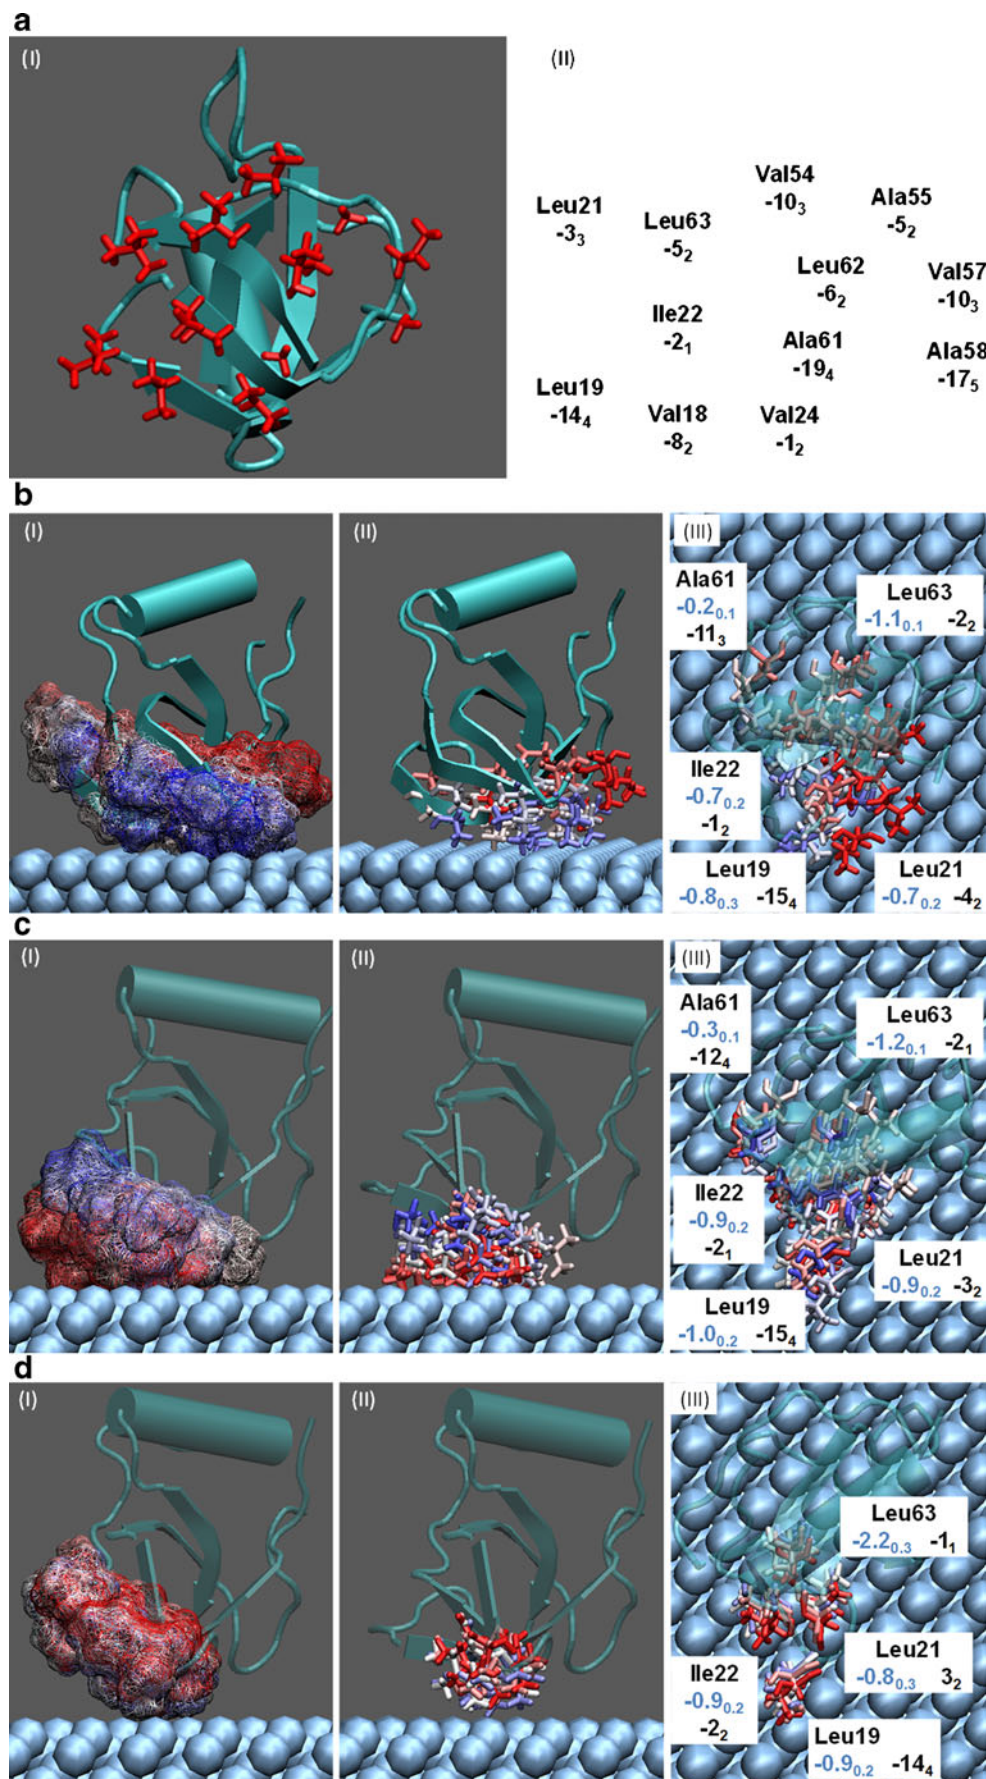 a
(I)
(II)
Val54
-10₃
Ala55
-5₂
Leu21
-3₃
Leu63
-5₂
Leu62
-6₂
Val57
-10₃
Ile22
-2₁
Ala61
-19₄
Ala58
-17₅
Leu19
-14₄
Val18
-8₂
Val24
-1₂
b
(I)
(II)
(III)
Ala61
-0.2₀.₁
-11₃
Leu63
-1.1₀.₁ -2₂
Ile22
-0.7₀.₂
-1₂
Leu19
-0.8₀.₃ -15₄
Leu21
-0.7₀.₂ -4₂
c
(I)
(II)
(III)
Ala61
-0.3₀.₁
-12₄
Leu63
-1.2₀.₁ -2₁
Ile22
-0.9₀.₂
-2₁
Leu21
-0.9₀.₂ -3₂
Leu19
-1.0₀.₂ -15₄
d
(I)
(II)
(III)
Leu63
-2.2₀.₃ -1₁
Leu21
-0.8₀.₃ 3₂
Ile22
-0.9₀.₂
-2₂
Leu19
-0.9₀.₂ -14₄